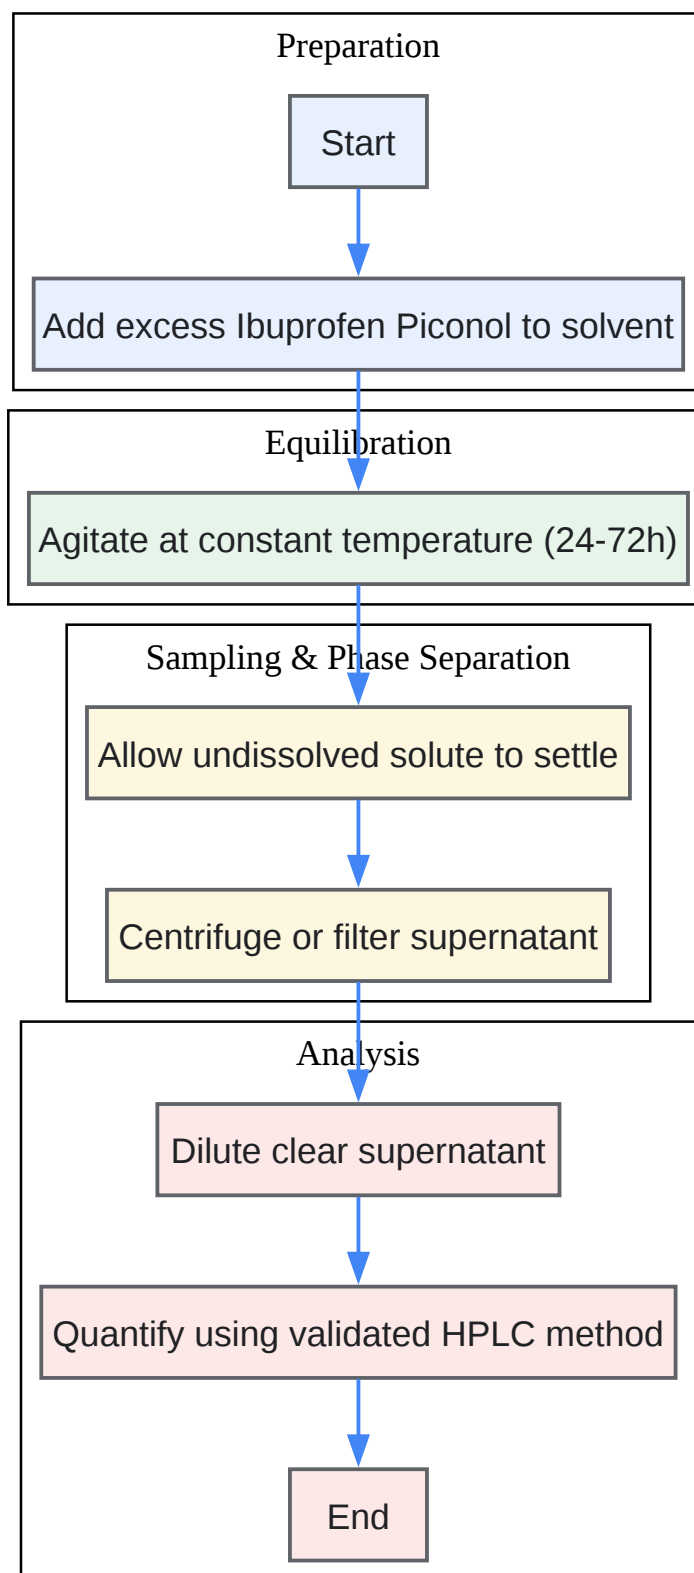 Preparation
Start
Add excess Ibuprofen Piconol to solvent
Equilibration
Agitate at constant temperature (24-72h)
Sampling & Phase Separation
Allow undissolved solute to settle
Centrifuge or filter supernatant
Analysis
Dilute clear supernatant
Quantify using validated HPLC method
End